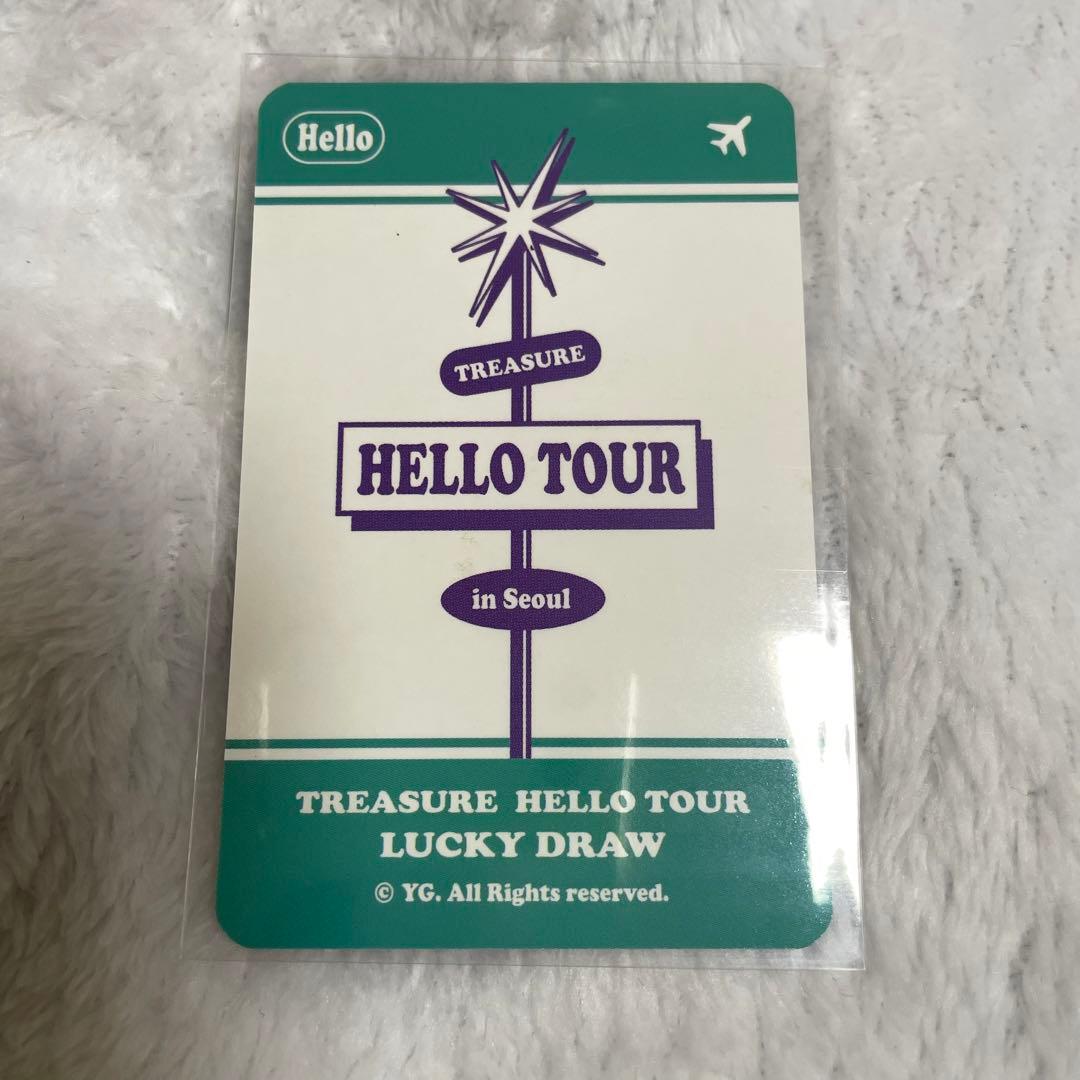 Hello
TREASURE
HELLO TOUR
in Seoul
TREASURE HELLO TOUR
LUCKY DRAW
© YG. All Rights reserved.